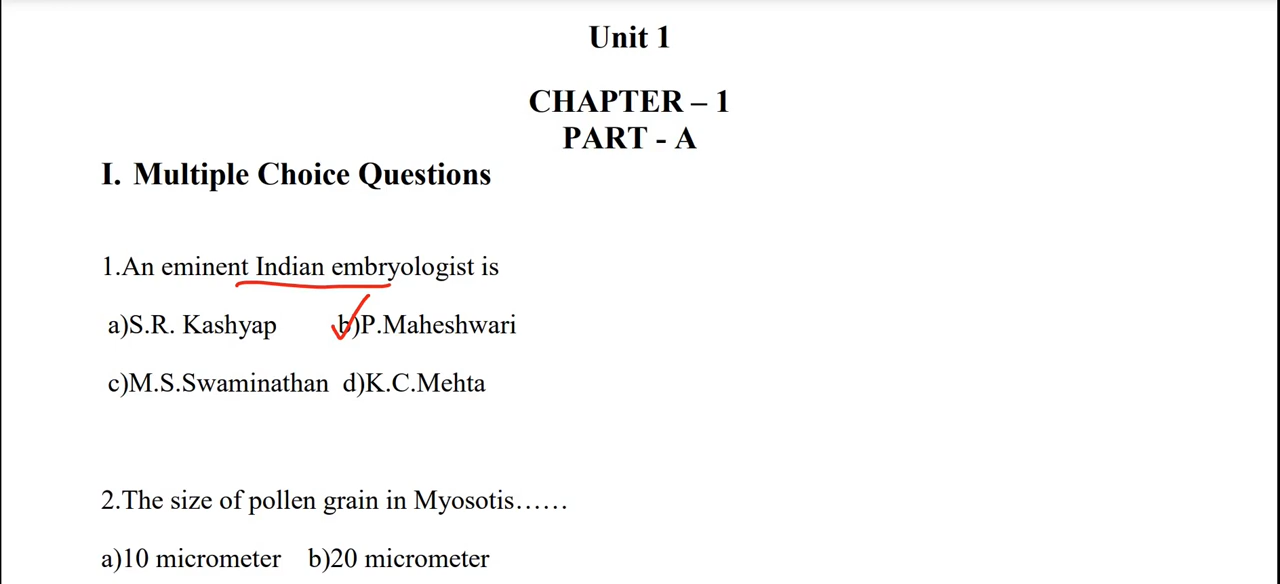 Unit 1
CHAPTER – 1
PART - A
I. Multiple Choice Questions
1.An eminent Indian embryologist is
a)S.R. Kashyap b)P.Maheshwari
c)M.S.Swaminathan d)K.C.Mehta
2.The size of pollen grain in Myosotis……
a)10 micrometer b)20 micrometer